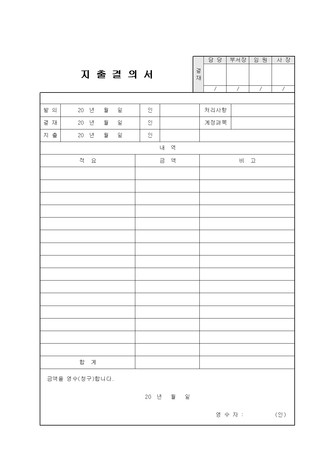 담 당 부서장 임 원 사 장
지 출 결 의 서
결재
/ / / /
발 의 20 년 월 일 인 처리사항
결 재 20 년 월 일 인 계정과목
지 출 20 년 월 일 인
내 역
적 요 금 액 비 고
합 계
금액을 영수(청구)합니다.
20 년 월 일
영 수 자 : (인)